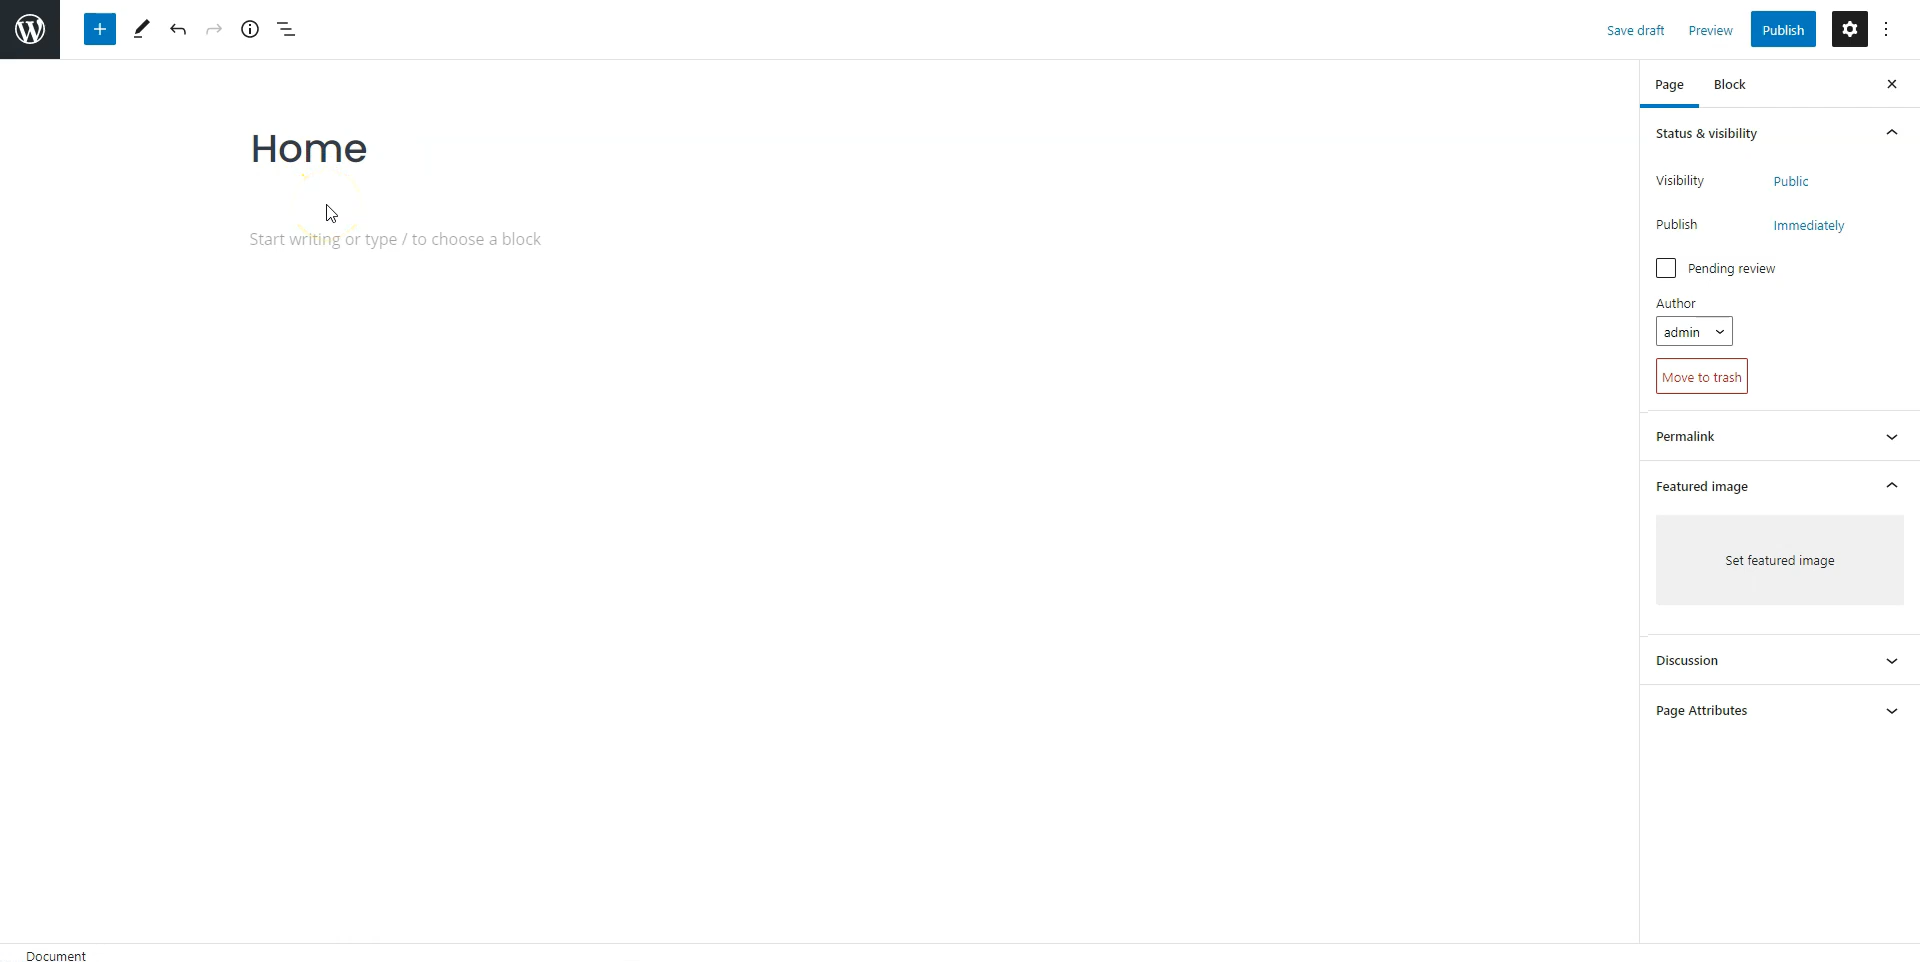 Save draft Preview Publish
Page Block
Home
Status & visibility
Visibility Public
Start writing or type / to choose a block
Publish Immediately
Pending review
Author
admin
Move to trash
Permalink
Featured image
Set featured image
Discussion
Page Attributes
Document